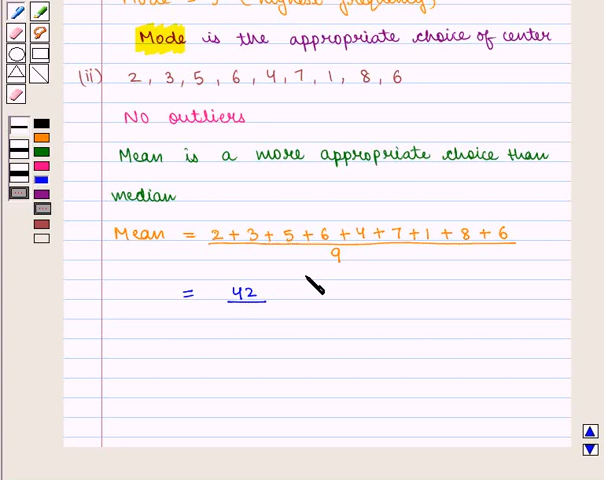 Mode is the appropriate choice of center
(ii) 2, 3, 5, 6, 4, 7, 1, 8, 6
No outliers
Mean is a more appropriate choice than
median
Mean = 2 + 3 + 5 + 6 + 4 + 7 + 1 + 8 + 6
9
= 42